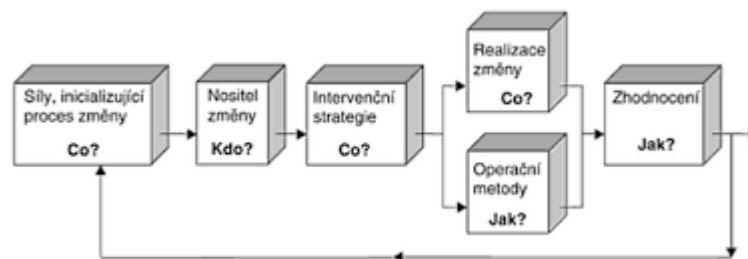 Síly, inicializující
proces změny
Co?
Nositel
změny
Kdo?
Intervenční
strategie
Co?
Realizace
změny
Co?
Operační
metody
Jak?
Zhodnocení
Jak?